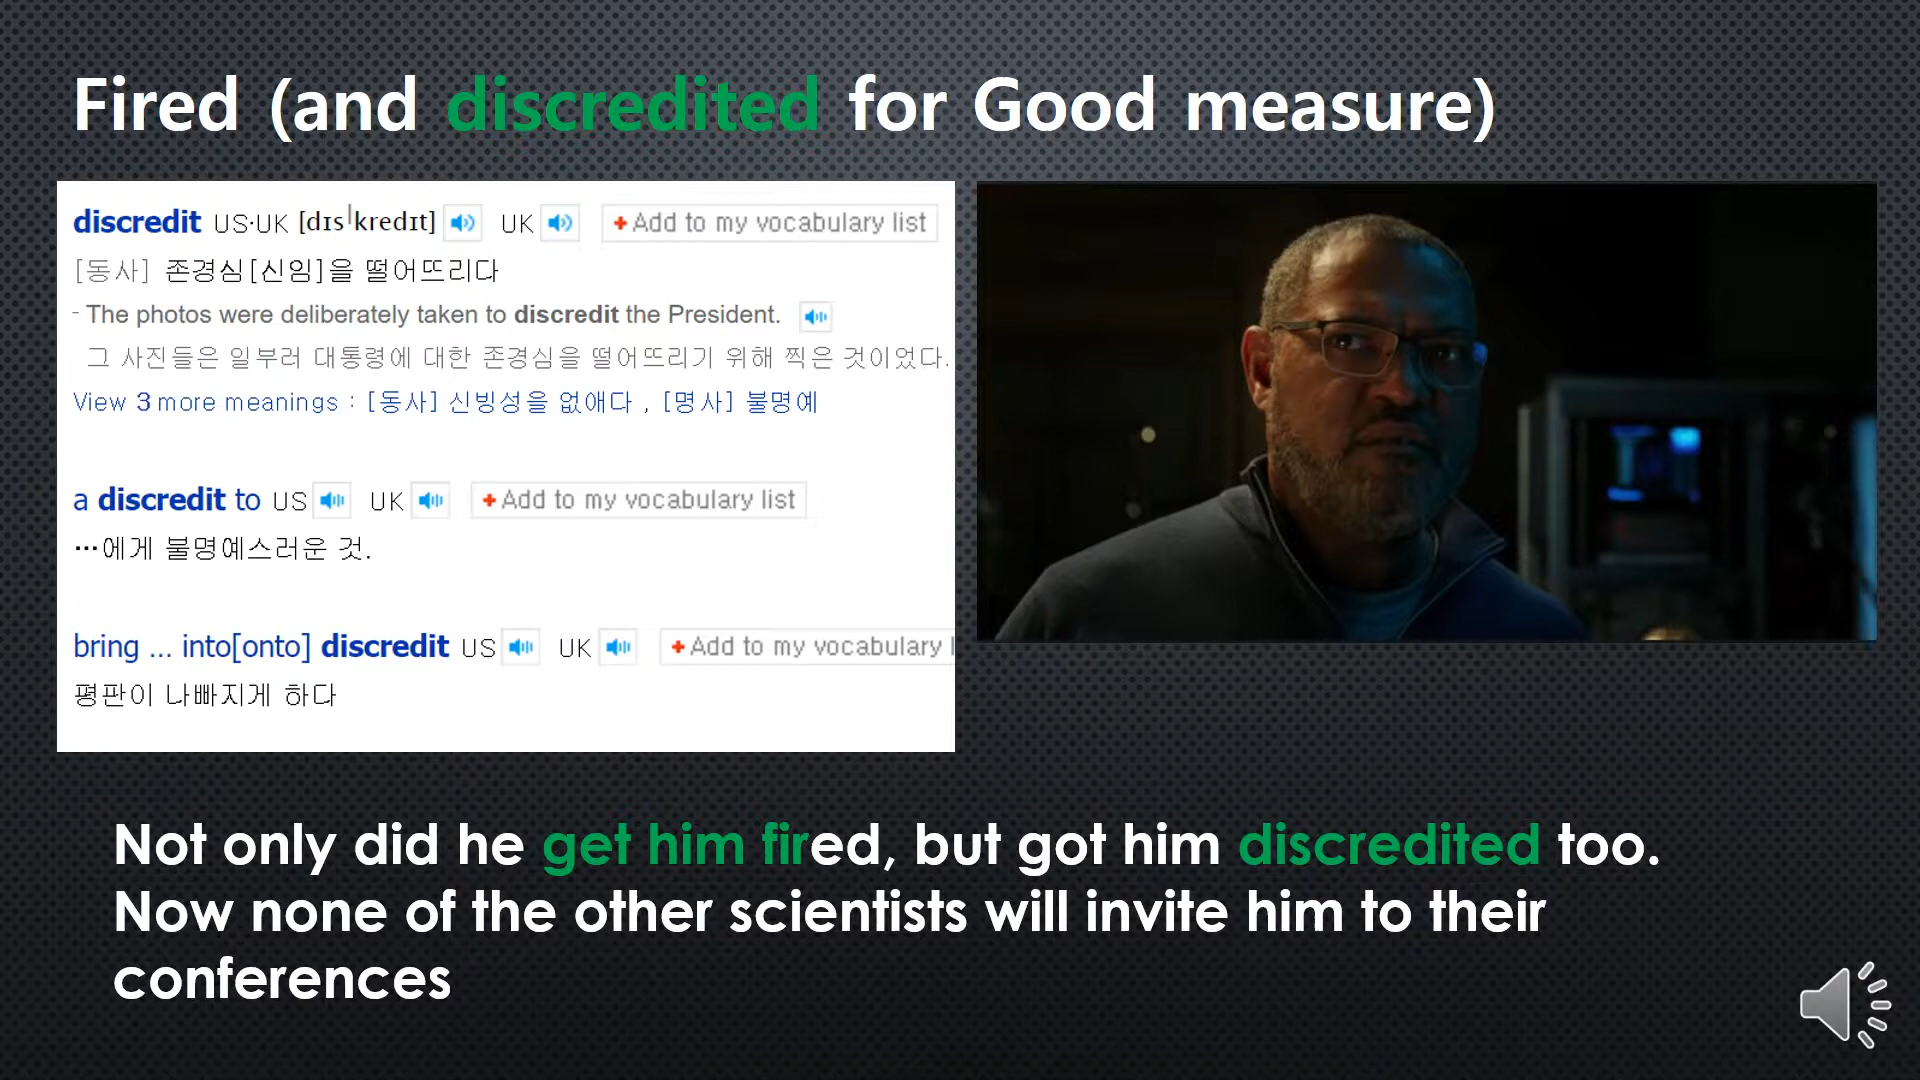 Fired (and discredited for Good measure)
discredit US·UK [dɪsˈkredɪt] UK +Add to my vocabulary list
[동사] 존경심[신임]을 떨어뜨리다
- The photos were deliberately taken to discredit the President.
그 사진들은 일부러 대통령에 대한 존경심을 떨어뜨리기 위해 찍은 것이었다.
View 3 more meanings : [동사] 신빙성을 없애다 , [명사] 불명예
a discredit to US UK +Add to my vocabulary list
…에게 불명예스러운 것.
bring ... into[onto] discredit US UK +Add to my vocabulary
평판이 나빠지게 하다
Not only did he get him fired, but got him discredited too.
Now none of the other scientists will invite him to their
conferences